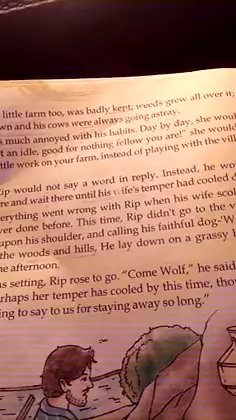 little farm too, was badly kept, weeds grew all over it;
wn and his cows were always going astray.
s much annoyed with his habits. Day by day, she wou
t an idle, good for nothing fellow you are!" she would
ttle work on your farm, instead of playing with the vill
ip would not say a word in reply. Instead, he wo
re and wait there until his wife's temper had cooled d
erything went wrong with Rip when his wife scol
ver done before. This time, Rip didn't go to the v
upon his shoulder, and calling his faithful dog-'W
the woods and hills, He lay down on a grassy
ne afternoon.
s setting, Rip rose to go. "Come Wolf," he said
rhaps her temper has cooled by this time, tho
ing to say to us for staying away so long."